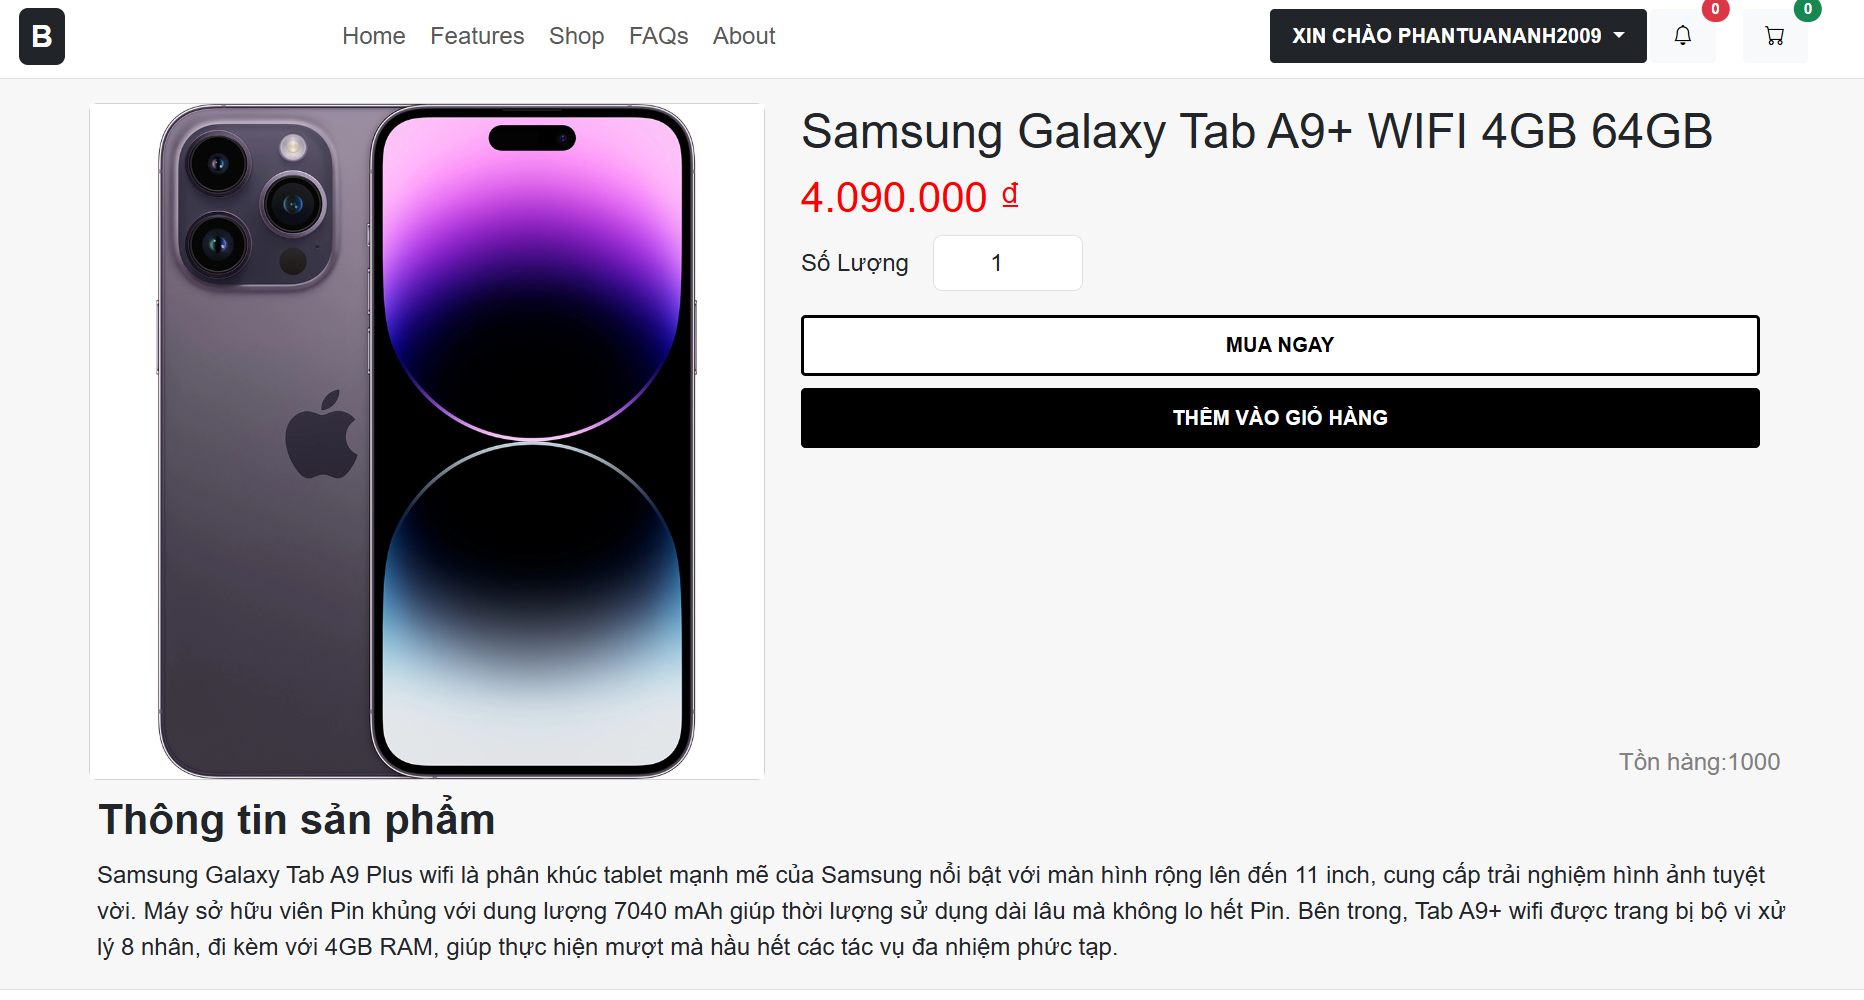 B
Home Features Shop FAQs About
XIN CHÀO PHANTUANANH2009
0
0
Samsung Galaxy Tab A9+ WIFI 4GB 64GB
4.090.000 ₫
Số Lượng 1
MUA NGAY
THÊM VÀO GIỎ HÀNG
Tồn hàng:1000
Thông tin sản phẩm
Samsung Galaxy Tab A9 Plus wifi là phân khúc tablet mạnh mẽ của Samsung nổi bật với màn hình rộng lên đến 11 inch, cung cấp trải nghiệm hình ảnh tuyệt
vời. Máy sở hữu viên Pin khủng với dung lượng 7040 mAh giúp thời lượng sử dụng dài lâu mà không lo hết Pin. Bên trong, Tab A9+ wifi được trang bị bộ vi xử
lý 8 nhân, đi kèm với 4GB RAM, giúp thực hiện mượt mà hầu hết các tác vụ đa nhiệm phức tạp.